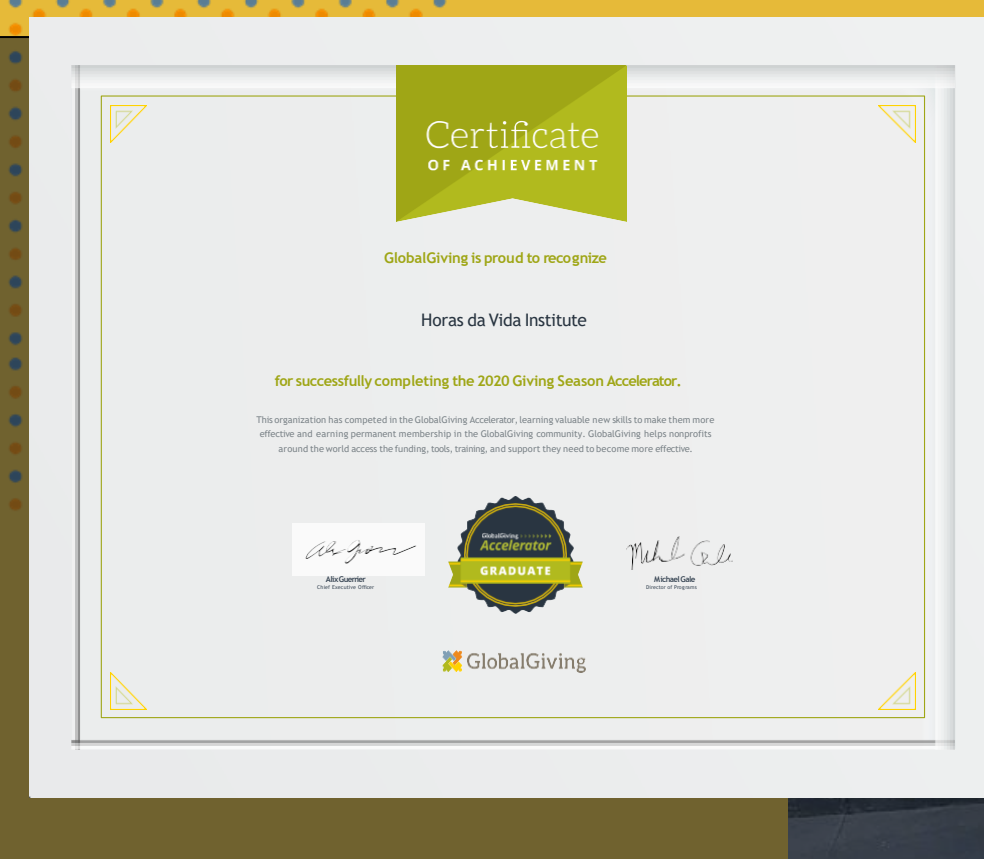 Certificate
OF ACHIEVEMENT
GlobalGiving is proud to recognize
Horas da Vida Institute
for successfully completing the 2020 Giving Season Accelerator.
This organization has competed in the GlobalGiving Accelerator, learning valuable new skills to make them more
effective and earning permanent membership in the GlobalGiving community. GlobalGiving helps nonprofits
around the world access the funding, tools, training, and support they need to become more effective.
GlobalGiving
Accelerator
GRADUATE
Alix Guerrier
Chief Executive Officer
Michael Gale
Director of Programs
GlobalGiving